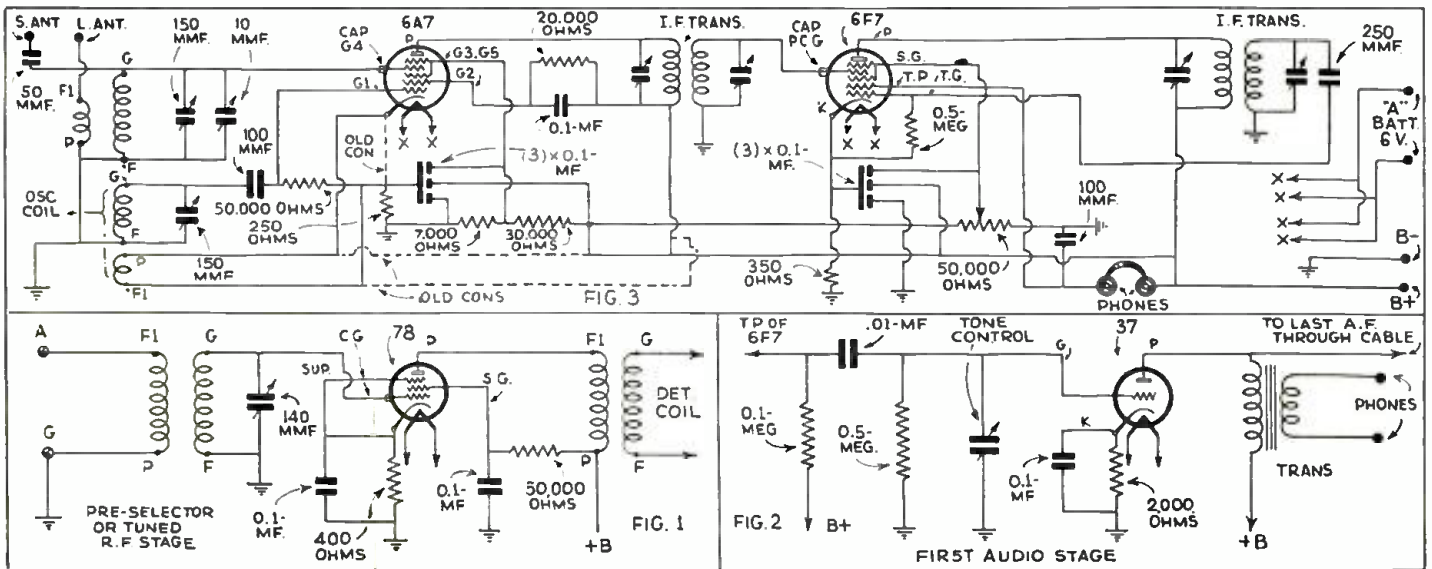 S.ANT
L.ANT.
150
MMF.
10
MMF.
CAP
G4
6A7
P
G3,G5
G2
G1
20,000
OHMS
I.F. TRANS.
CAP
PCG
6F7
P
S.G.
T.P.
T.G.
K
I.F. TRANS.
250
MMF.
50
MMF.
F1
P
G
F
100
MMF
OLD
CON
X X
0.1-MF
(3)×0.1-
MF
X X
0.5-
MEG
(3)×0.1-
MF.
"A"
BATT.
6 V.
X
X
X
X
OSC
COIL
G
F
P
F1
50,000 OHMS
250
OHMS
150
MMF
7,000
OHMS
30,000
OHMS
OLD CONS
FIG. 3
350
OHMS
50,000
OHMS
100
MMF.
PHONES
B-
B+
A
G
F1
P
G
F
140
MMF
CG
SUP.
78
P
S.G.
F1
P
G
F
DET
COIL
0.1-
MF.
400
OHMS
0.1-
MF
50,000
OHMS
+B
PRE-SELECTOR
OR TUNED
R.F. STAGE
FIG. 1
T.P. OF
6F7
.01-MF
TONE
CONTROL
G
37
P
K
TO LAST A.F.
THROUGH CABLE
PHONES
0.1-
MEG
0.5-
MEG.
0.1-
MF
2,000
OHMS
TRANS
FIG. 2
B+
+B
FIRST AUDIO STAGE